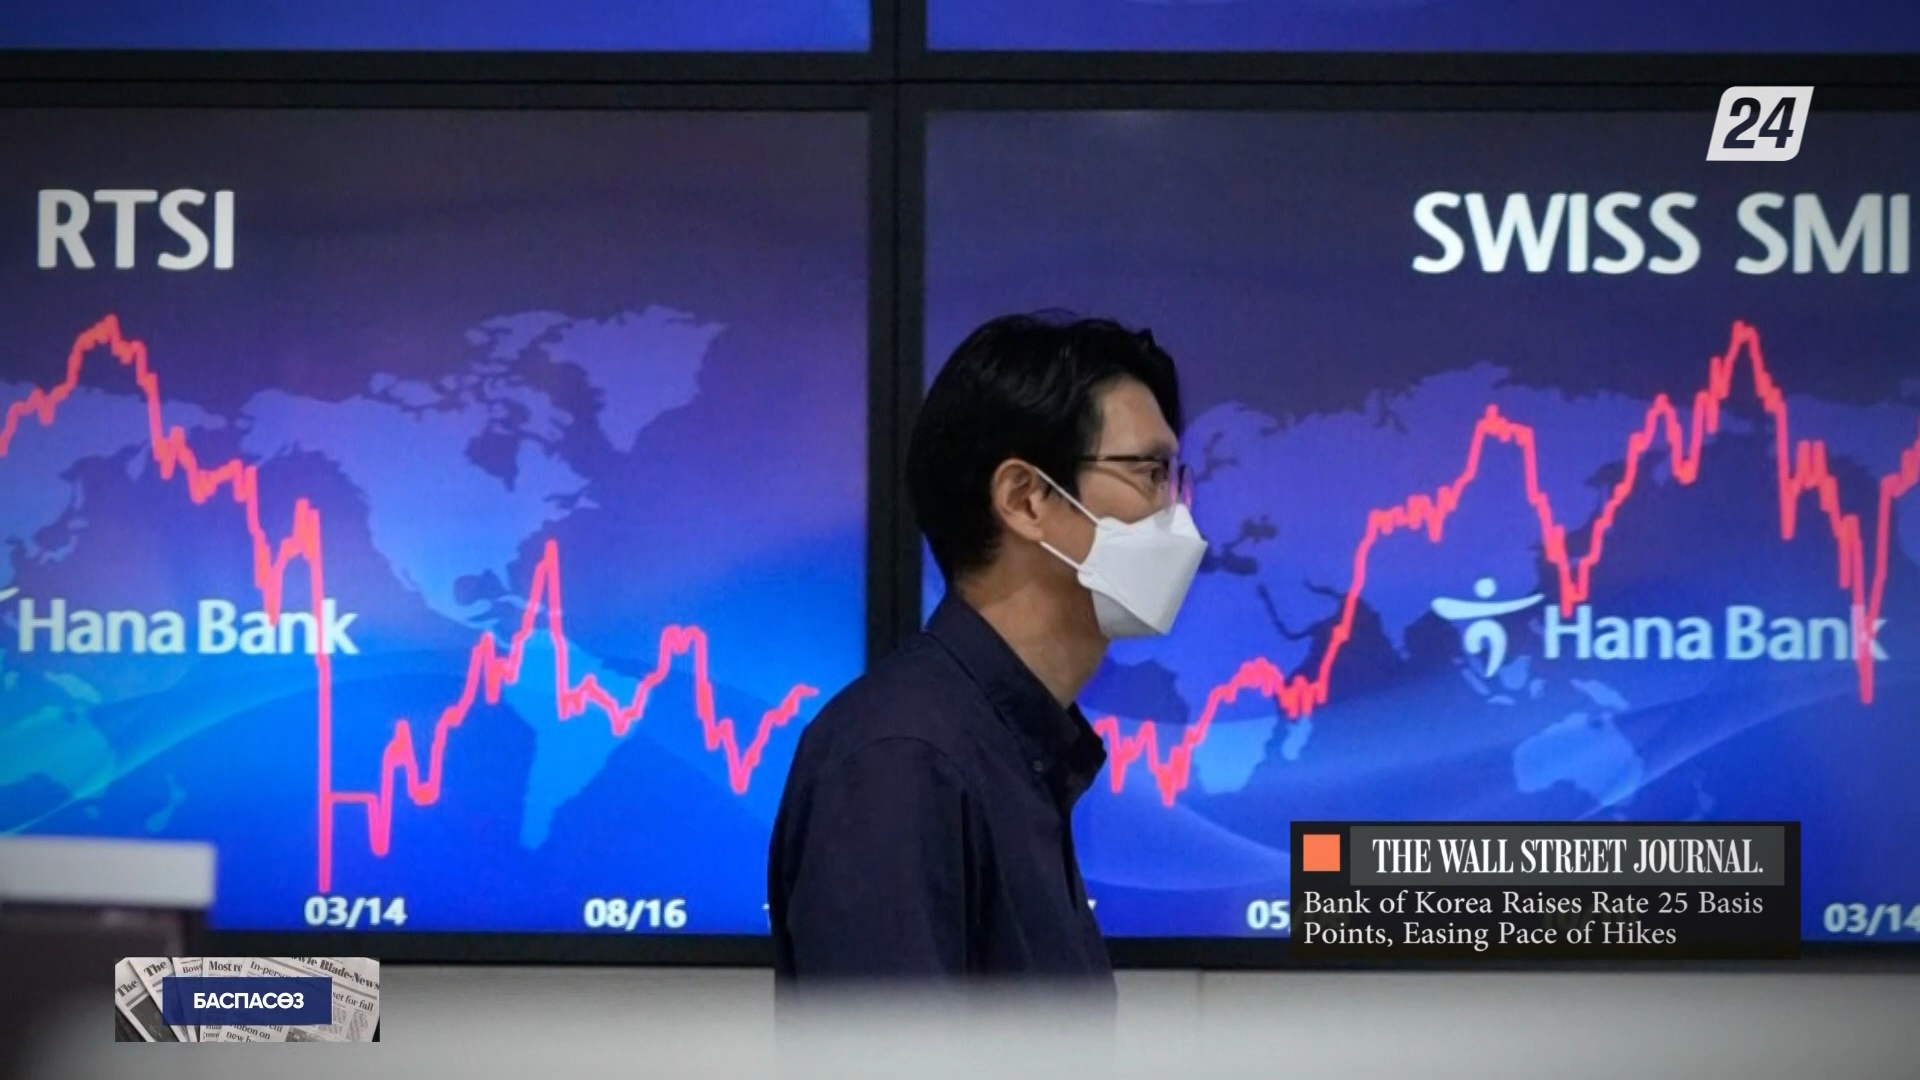 24
RTSI
SWISS SMI
Hana Bank
Hana Bank
03/14
08/16
03/14
THE WALL STREET JOURNAL.
Bank of Korea Raises Rate 25 Basis
Points, Easing Pace of Hikes
БАСПАСӨЗ